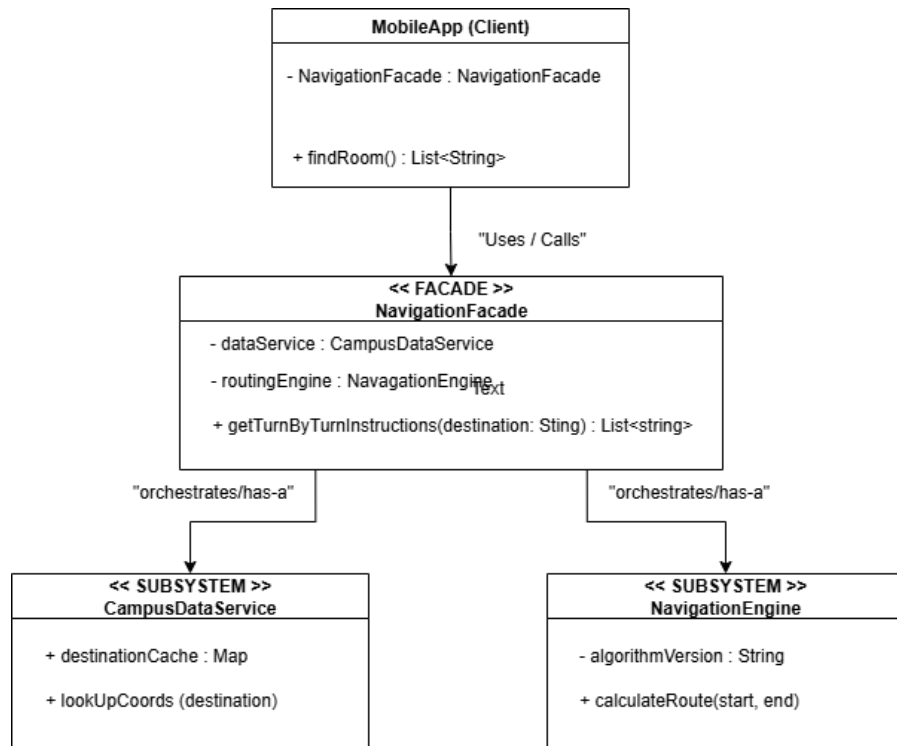 MobileApp (Client)
- NavigationFacade : NavigationFacade
+ findRoom() : List<String>
"Uses / Calls"
<< FACADE >>
NavigationFacade
- dataService : CampusDataService
- routingEngine : NavagationEngine
Text
+ getTurnByTurnInstructions(destination: Sting) : List<string>
"orchestrates/has-a"
"orchestrates/has-a"
<< SUBSYSTEM >>
CampusDataService
+ destinationCache : Map
+ lookUpCoords (destination)
<< SUBSYSTEM >>
NavigationEngine
- algorithmVersion : String
+ calculateRoute(start, end)